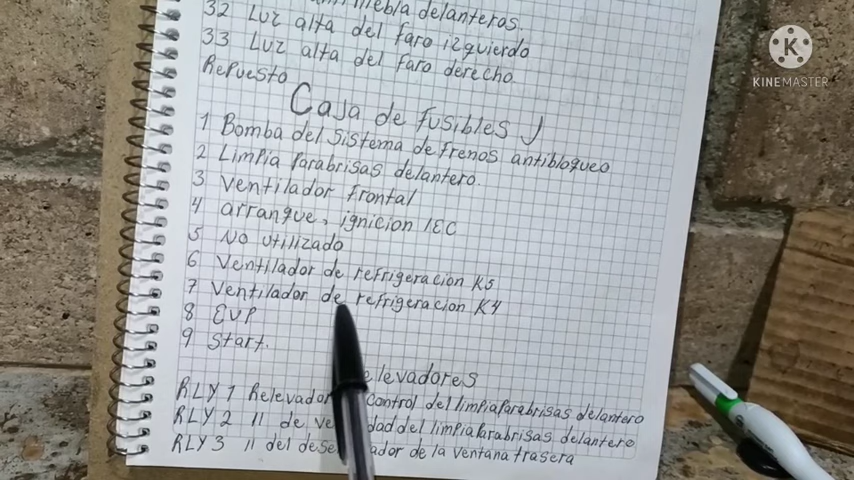 niebla delanteros.
32 Luz alta del faro izquierdo
33 Luz alta del faro derecho
Repuesto
Caja de fusibles J
1 Bomba del sistema de frenos antibloqueo
2 Limpia parabrisas delantero.
3 Ventilador frontal
4 arranque, ignicion IEC
5 No utilizado
6 Ventilador de refrigeracion K5
7 Ventilador de refrigeracion K4
8 EVP
9 Start.
elevadores
RLY 1 Relevador control del limpiaparabrisas delantero
RLY 2 11 de ve dad del limpiaparabrisas delantero
RLY 3 11 del dese ador de la ventana trasera
K
KINEMASTER